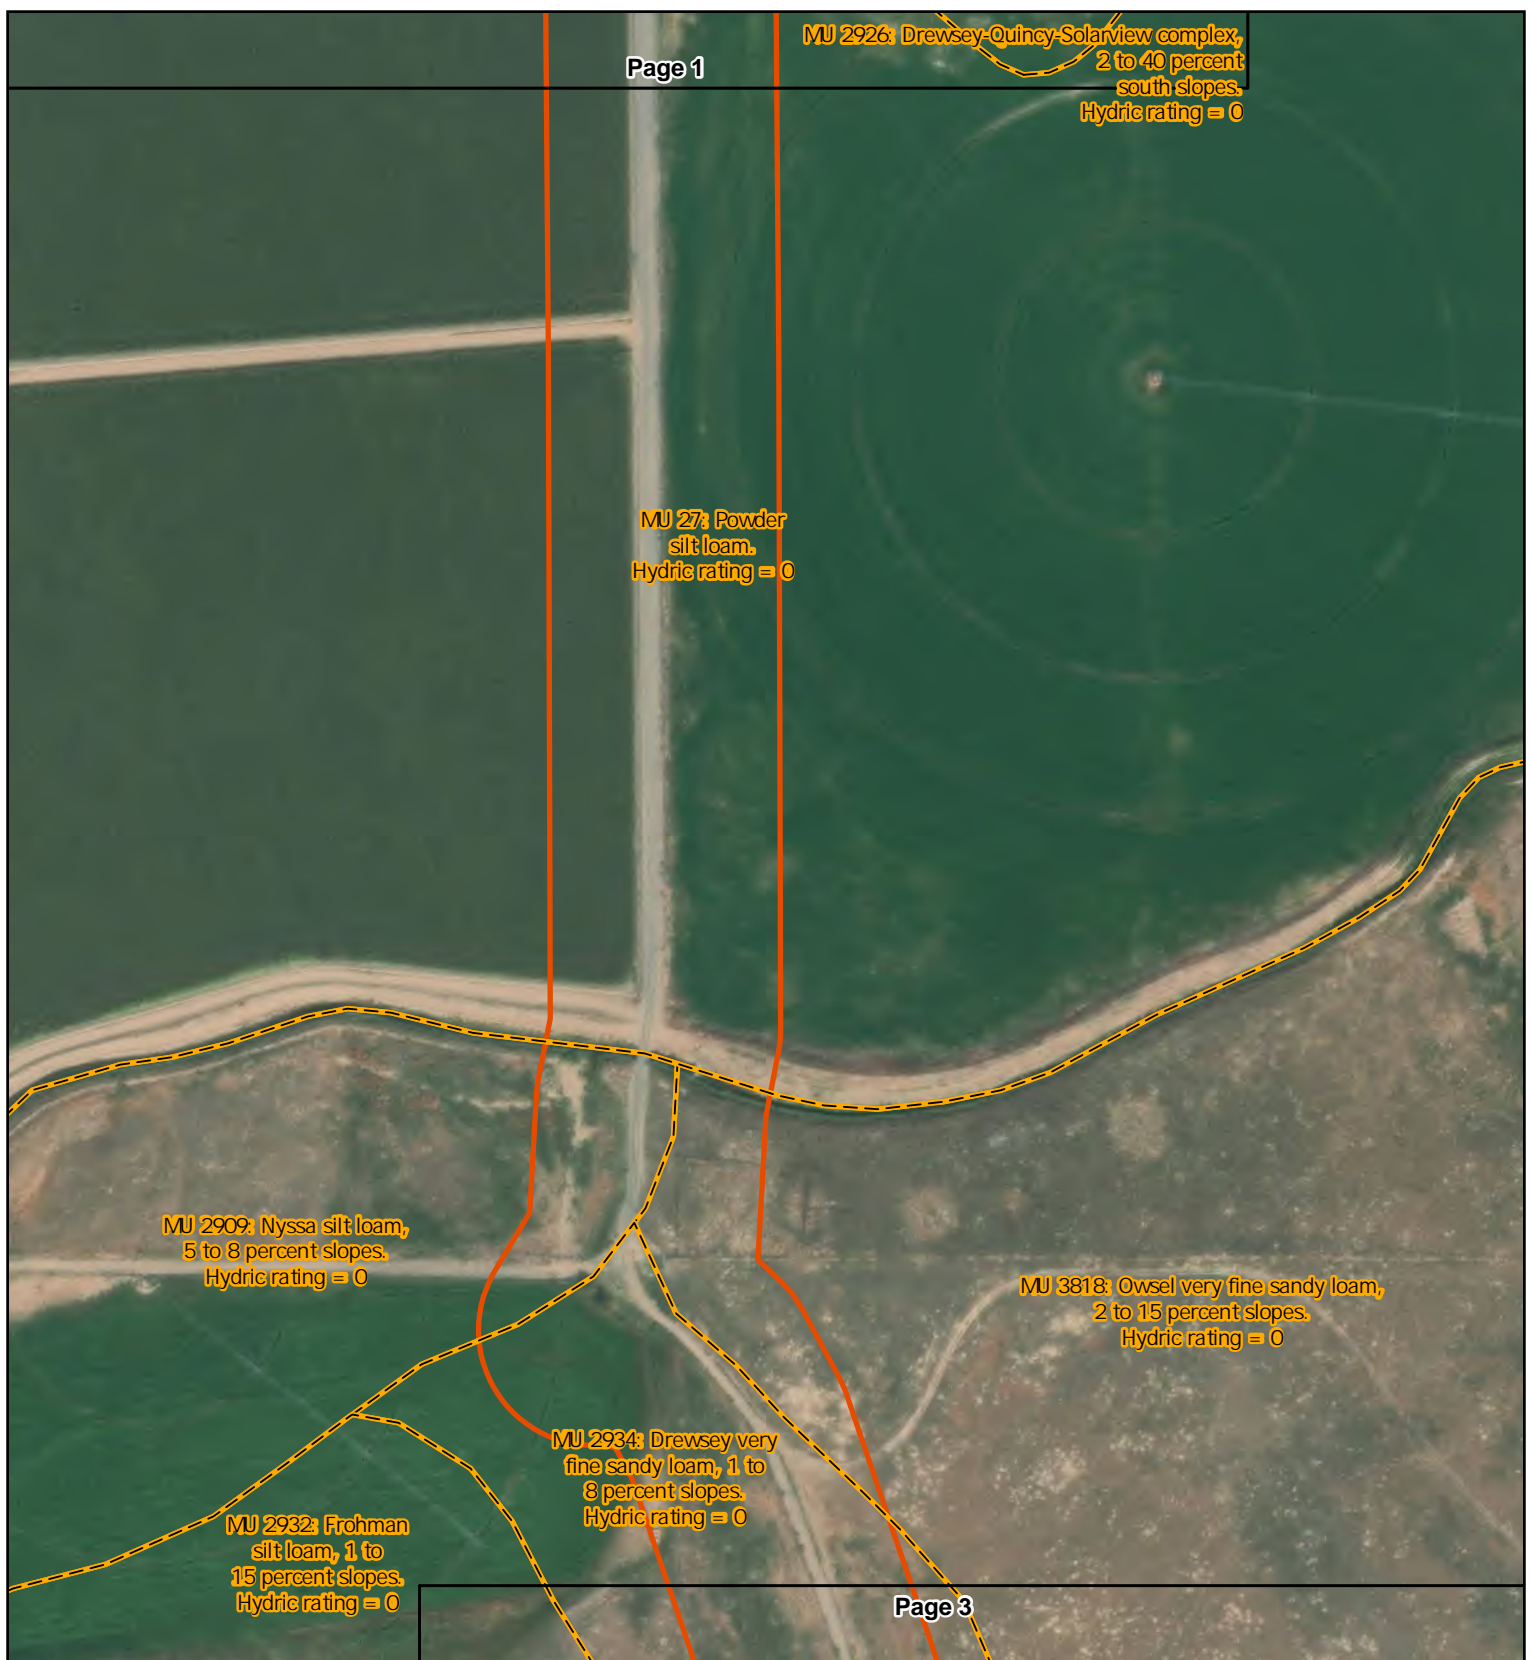 MU 2926: Drewsey-Quincy-Solarview complex,
2 to 40 percent
south slopes.
Hydric rating = 0
Page 1
MU 27: Powder
silt loam.
Hydric rating = 0
MU 2909: Nyssa silt loam,
5 to 8 percent slopes.
Hydric rating = 0
MU 3818: Owsel very fine sandy loam,
2 to 15 percent slopes.
Hydric rating = 0
MU 2934: Drewsey very
fine sandy loam, 1 to
8 percent slopes.
Hydric rating = 0
MU 2932: Frohman
silt loam, 1 to
15 percent slopes.
Hydric rating = 0
Page 3